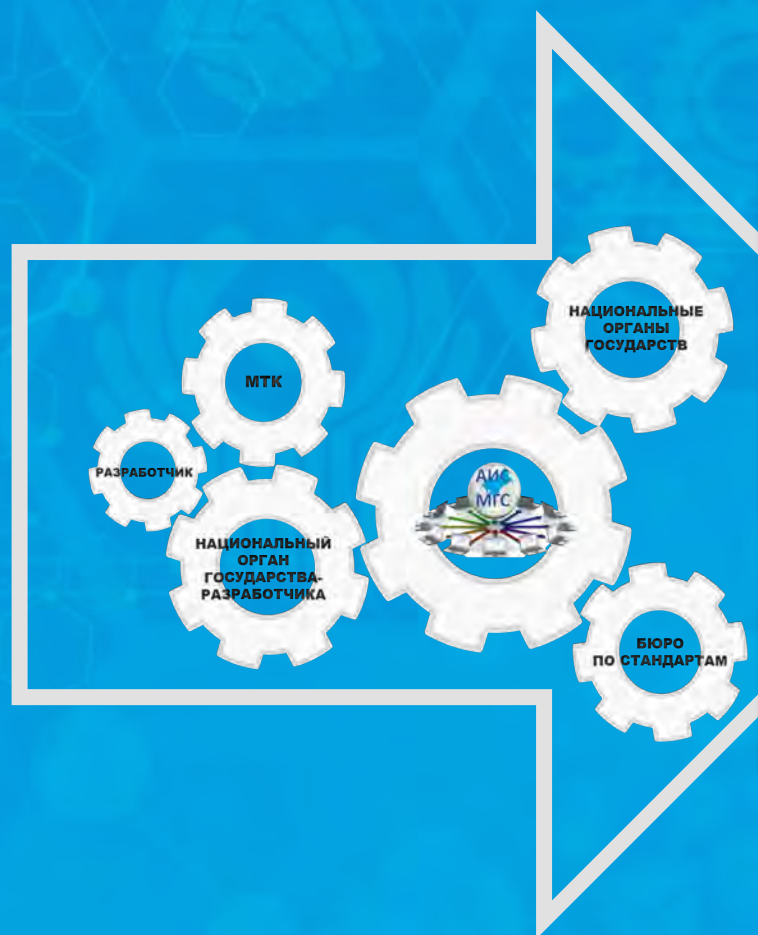 НАЦИОНАЛЬНЫЕ
ОРГАНЫ
ГОСУДАРСТВ
МТК
РАЗРАБОТЧИК
АИС
МГС
НАЦИОНАЛЬНЫЙ
ОРГАН
ГОСУДАРСТВА-
РАЗРАБОТЧИКА
БЮРО
ПО СТАНДАРТАМ